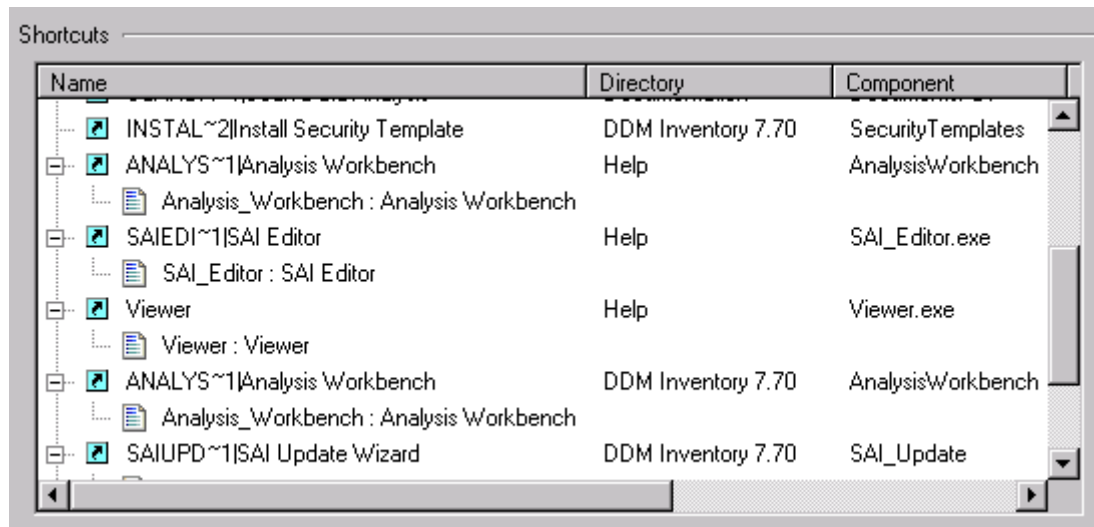 Shortcuts
Name Directory Component
INSTAL~2|Install Security Template DDM Inventory 7.70 SecurityTemplates
ANALYS~1|Analysis Workbench Help AnalysisWorkbench
Analysis_Workbench : Analysis Workbench
SAIEDI~1|SAI Editor Help SAI_Editor.exe
SAI_Editor : SAI Editor
Viewer Help Viewer.exe
Viewer : Viewer
ANALYS~1|Analysis Workbench DDM Inventory 7.70 AnalysisWorkbench
Analysis_Workbench : Analysis Workbench
SAIUPD~1|SAI Update Wizard DDM Inventory 7.70 SAI_Update